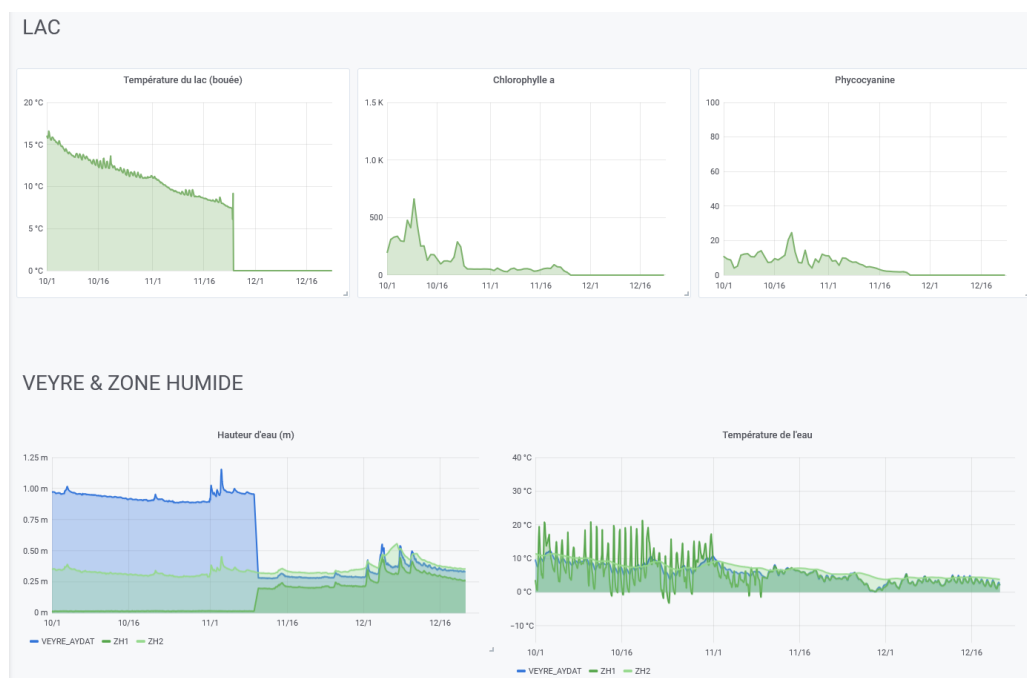 LAC
Température du lac (bouée)
20 °C
15 °C
10 °C
5 °C
0 °C
10/1 10/16 11/1 11/16 12/1 12/16
Chlorophylle a
1.5 K
1.0 K
500
0
10/1 10/16 11/1 11/16 12/1 12/16
Phycocyanine
100
80
60
40
20
0
10/1 10/16 11/1 11/16 12/1 12/16
VEYRE & ZONE HUMIDE
Hauteur d'eau (m)
1.25 m
1.00 m
0.75 m
0.50 m
0.25 m
0 m
10/1 10/16 11/1 11/16 12/1 12/16
VEYRE_AYDAT ZH1 ZH2
Température de l'eau
40 °C
30 °C
20 °C
10 °C
0 °C
-10 °C
10/1 10/16 11/1 11/16 12/1 12/16
VEYRE_AYDAT ZH1 ZH2